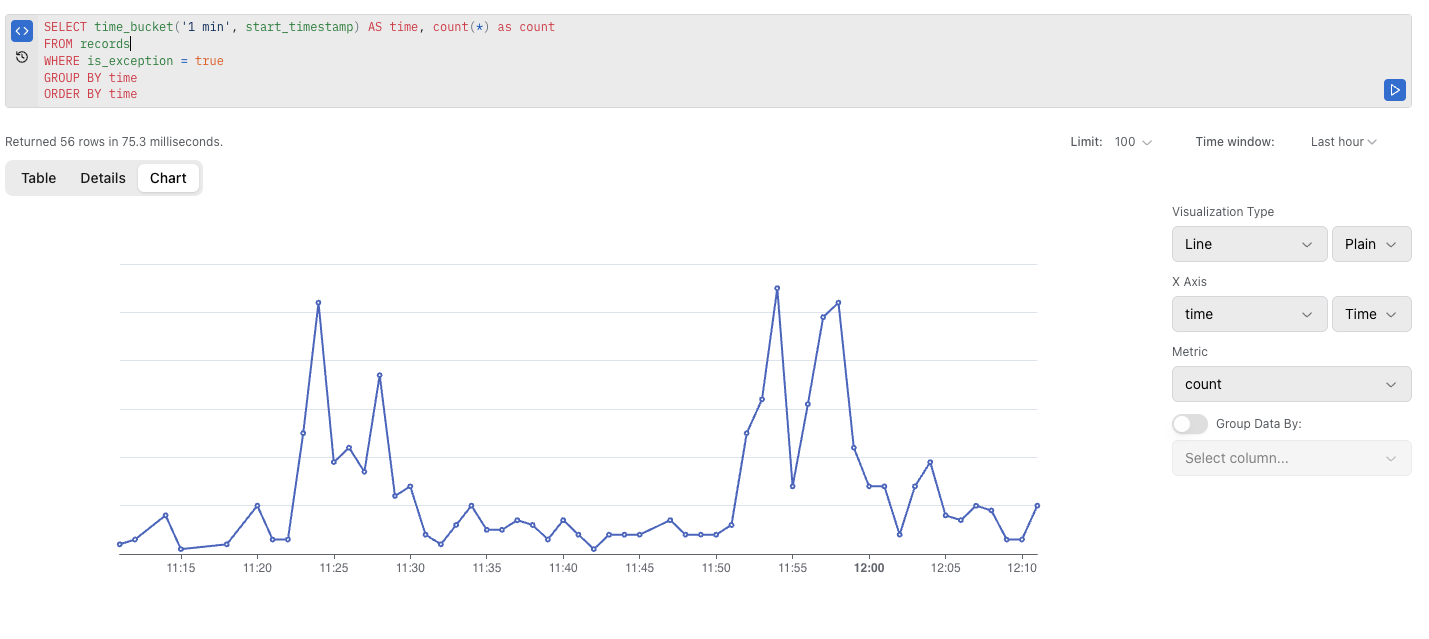 SELECT time_bucket('1 min', start_timestamp) AS time, count(*) as count
FROM records
WHERE is_exception = true
GROUP BY time
ORDER BY time
Returned 56 rows in 75.3 milliseconds.
Limit: 100
Time window: Last hour
Table Details Chart
Visualization Type
Line Plain
X Axis
time Time
Metric
count
Group Data By:
Select column...
11:15 11:20 11:25 11:30 11:35 11:40 11:45 11:50 11:55 12:00 12:05 12:10